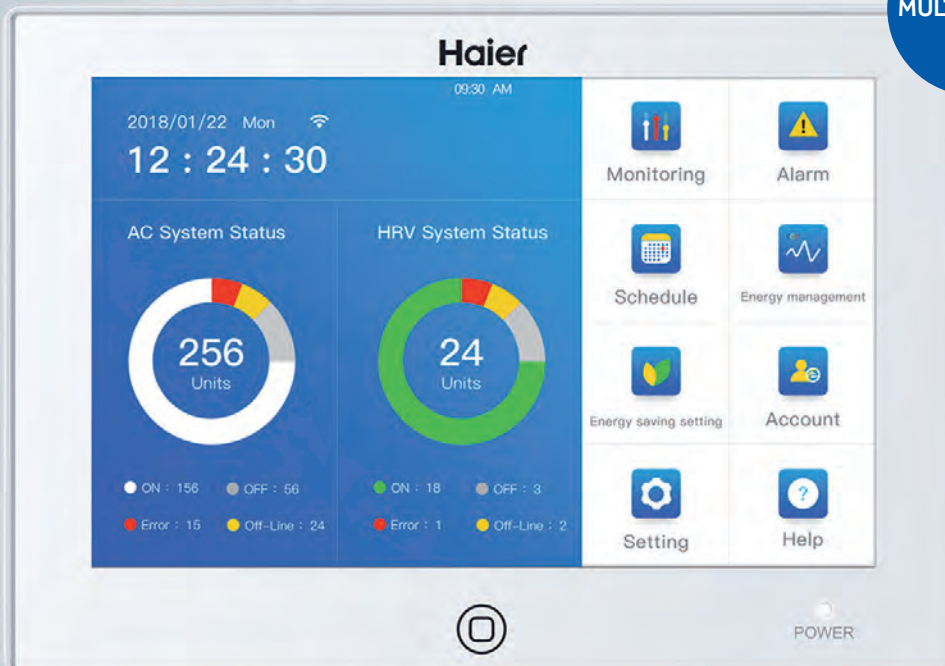 Haier
09:30 AM
2018/01/22 Mon
12 : 24 : 30
AC System Status
HRV System Status
256
Units
24
Units
ON : 156
OFF : 56
Error : 15
Off-Line : 24
ON : 18
OFF : 3
Error : 1
Off-Line : 2
Monitoring
Alarm
Schedule
Energy management
Energy saving setting
Account
Setting
?
Help
POWER